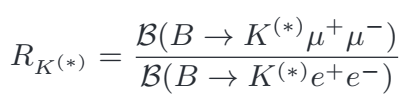 R_{K^{(*)}} = \frac{\mathcal{B}(B \to K^{(*)} \mu^+ \mu^-)}{\mathcal{B}(B \to K^{(*)} e^+ e^-)}